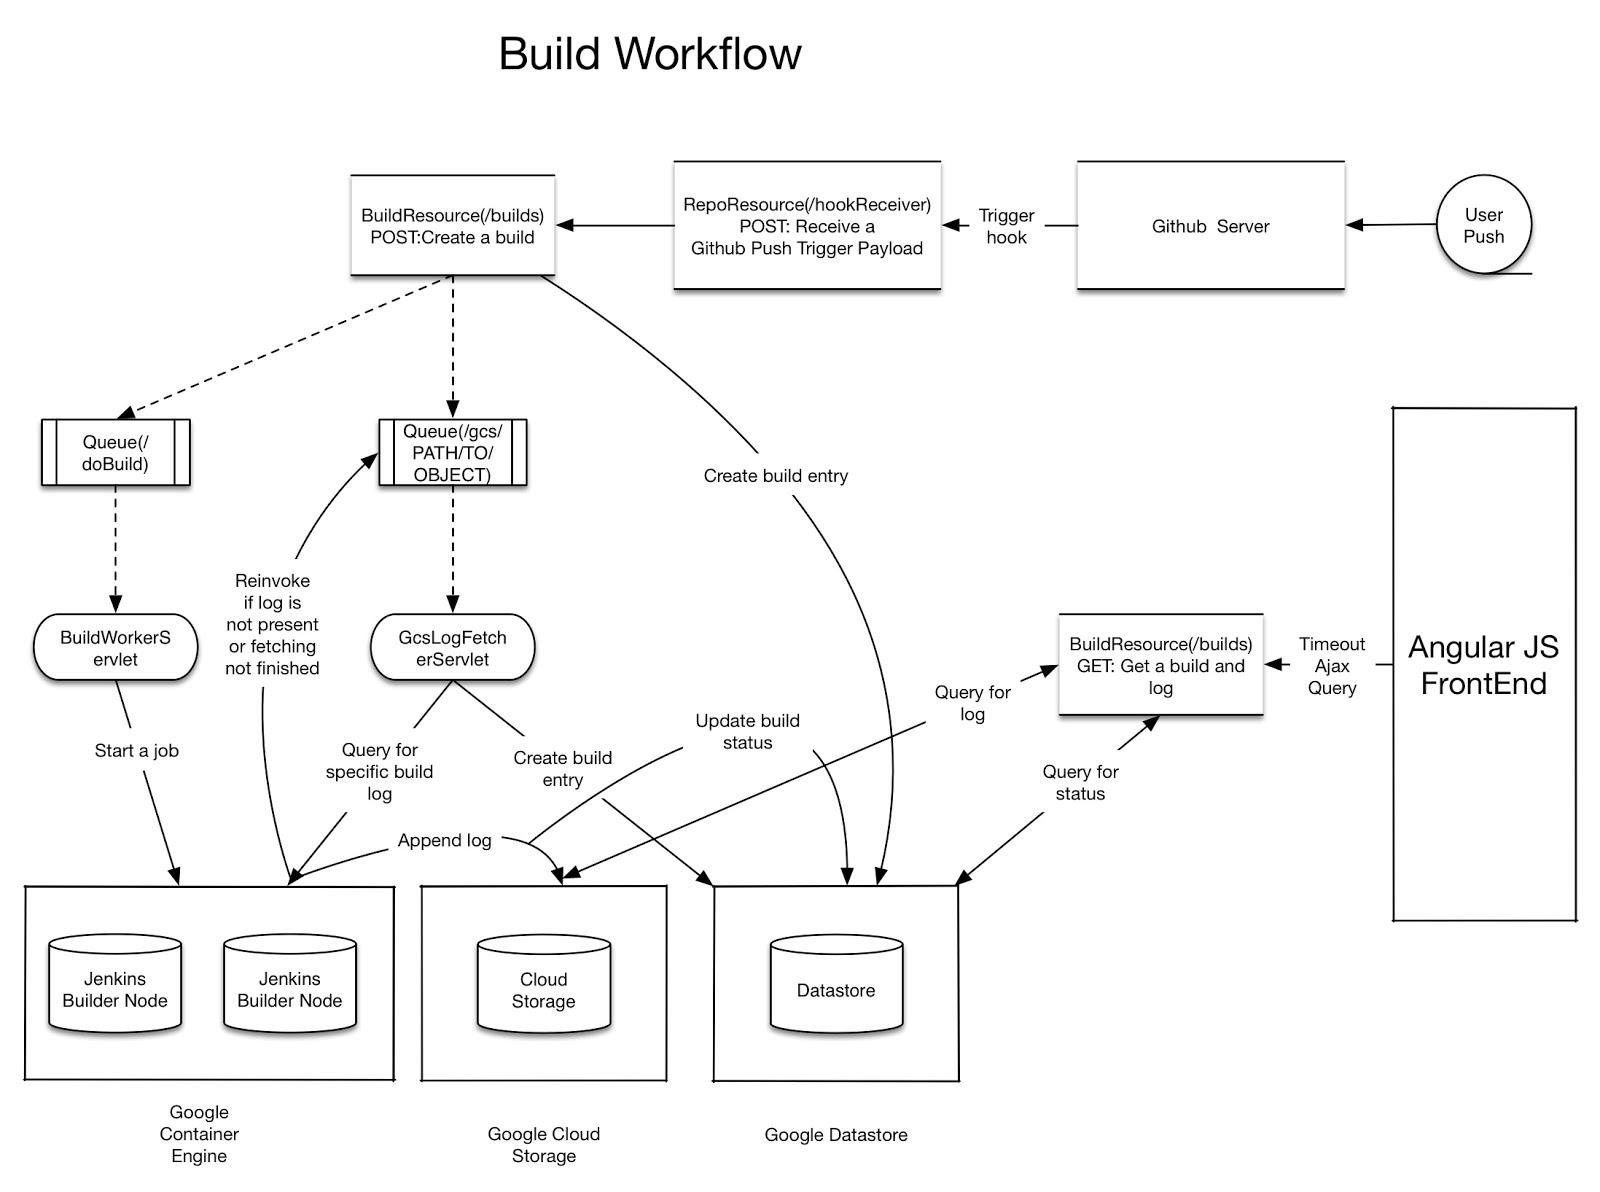 Build Workflow
BuildResource(/builds)
POST:Create a build
RepoResource(/hookReceiver)
POST: Receive a
Github Push Trigger Payload
Trigger
hook
Github  Server
User
Push
Queue(/
doBuild)
Queue(/gcs/
PATH/TO/
OBJECT)
Create build entry
Reinvoke
if log is
not present
or fetching
not finished
BuildWorkerS
ervlet
GcsLogFetch
erServlet
BuildResource(/builds)
GET: Get a build and
log
Timeout
Ajax
Query
Angular JS
FrontEnd
Query for
log
Update build
status
Start a job
Query for
specific build
log
Create build
entry
Query for
status
Append log
Jenkins
Builder Node
Jenkins
Builder Node
Cloud
Storage
Datastore
Google
Container
Engine
Google Cloud
Storage
Google Datastore